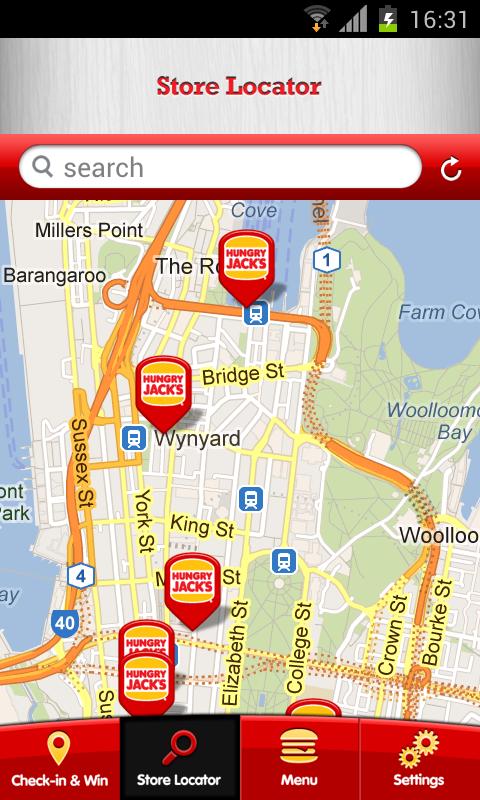 16:31
Store Locator
search
Cove
Millers Point
The Ro
HUNGRY
JACK'S
1
Barangaroo
Farm Cov
Bridge St
HUNGRY
JACK'S
Woolloomo
Bay
Wynyard
Sussex St
ont
Park
York St
King St
Woolloo
4
M
St
HUNGRY
JACK'S
ay
40
Elizabeth St
College St
Crown St
Bourke St
HUNGRY
JACK'S
HUNGRY
JACK'S
Sus
Check-in & Win
Store Locator
Menu
Settings